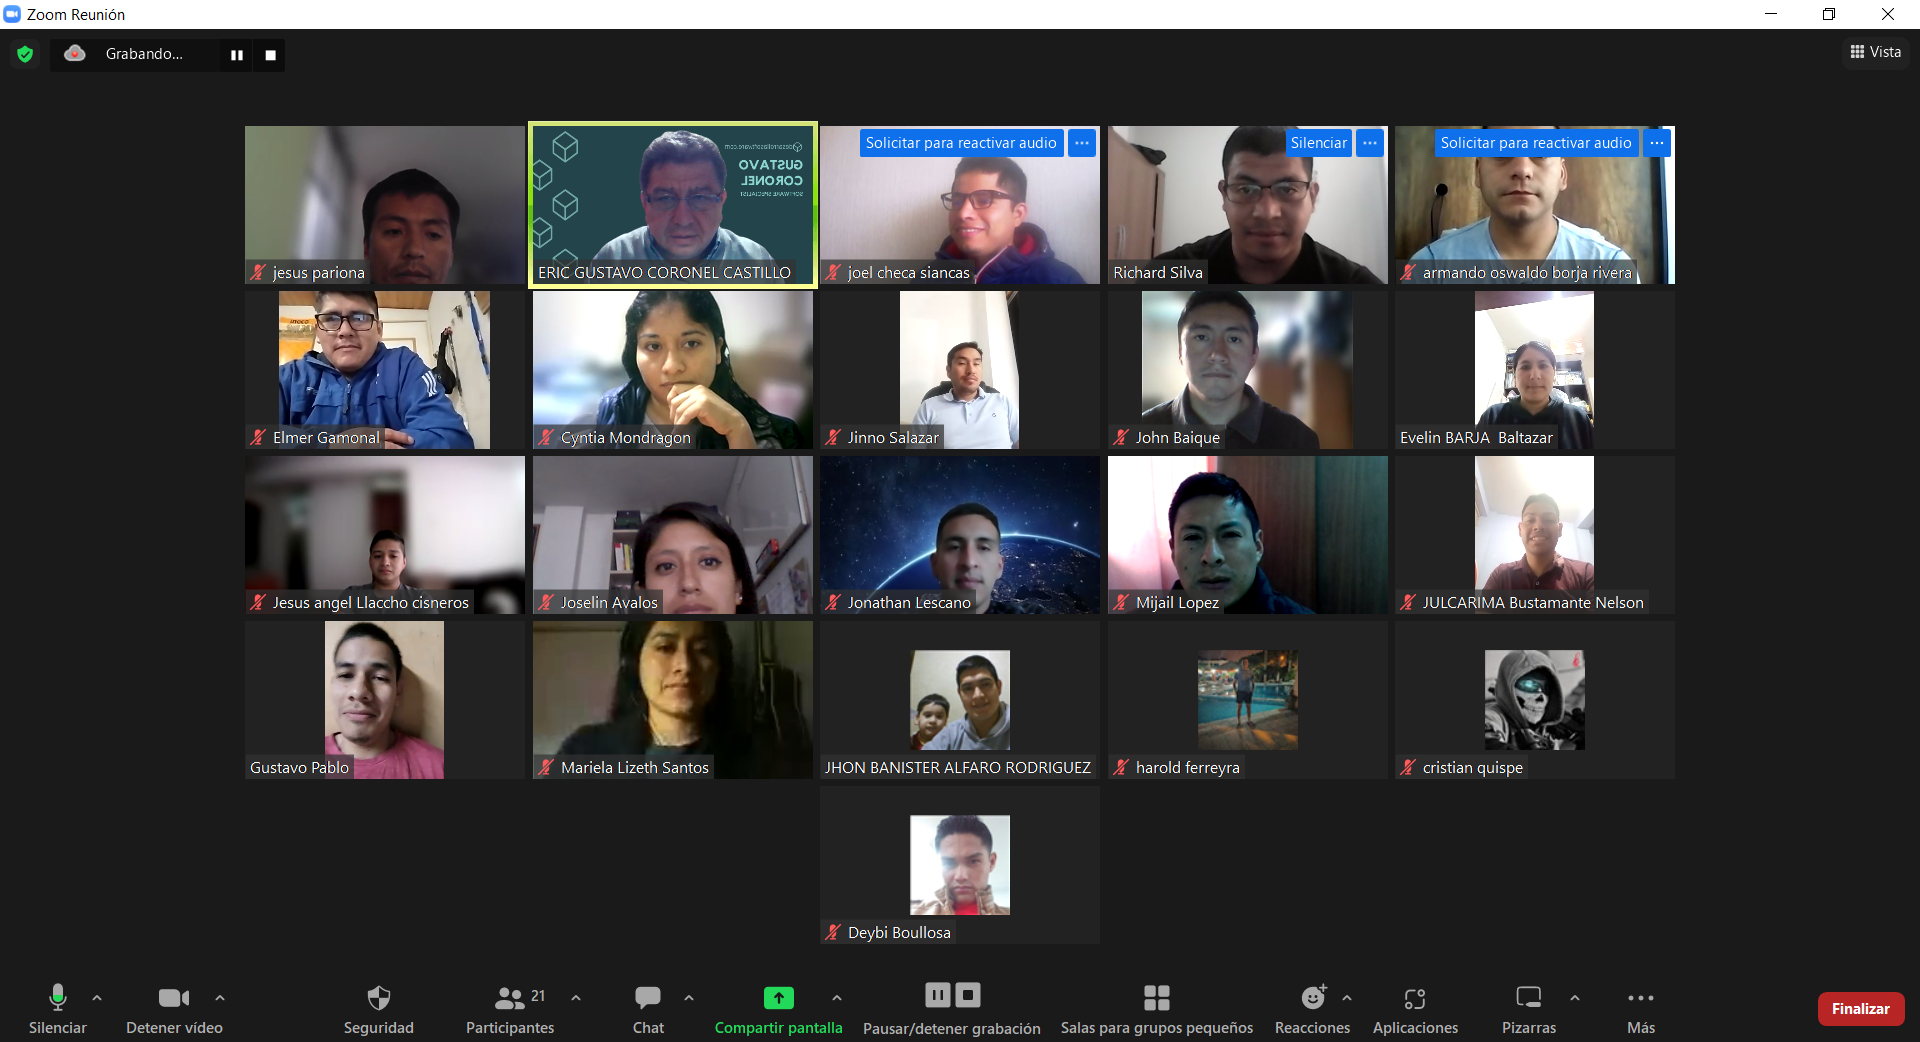 Zoom Reunión
Grabando...
Vista
Solicitar para reactivar audio
Silenciar
Solicitar para reactivar audio
desarrollasoftware.com
GUSTAVO
CORONEL
SOFTWARE SPECIALIST
jesus pariona
ERIC GUSTAVO CORONEL CASTILLO
joel checa siancas
Richard Silva
armando oswaldo borja rivera
Elmer Gamonal
Cyntia Mondragon
Jinno Salazar
John Baique
Evelin BARJA Baltazar
Jesus angel Llaccho cisneros
Joselin Avalos
Jonathan Lescano
Mijail Lopez
JULCARIMA Bustamante Nelson
Gustavo Pablo
Mariela Lizeth Santos
JHON BANISTER ALFARO RODRIGUEZ
harold ferreyra
cristian quispe
Deybi Boullosa
21
Silenciar
Detener vídeo
Seguridad
Participantes
Chat
Compartir pantalla
Pausar/detener grabación
Salas para grupos pequeños
Reacciones
Aplicaciones
Pizarras
Más
Finalizar